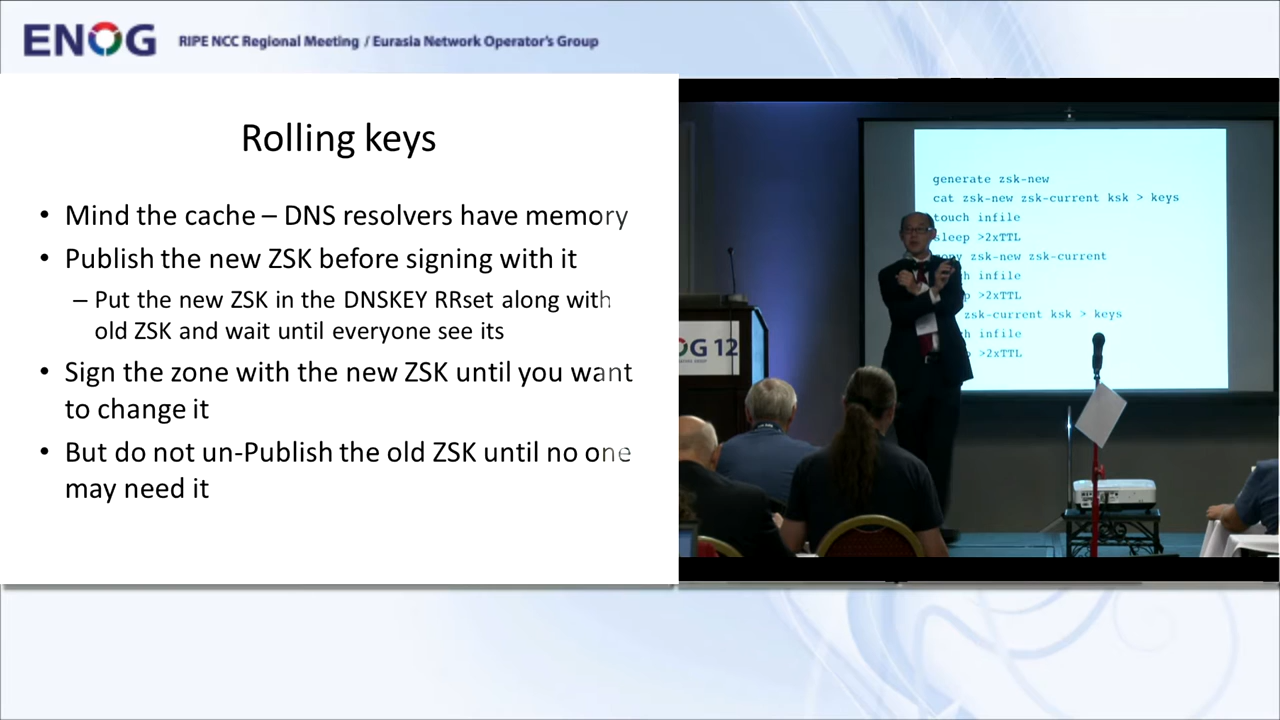 ENOG
RIPE NCC Regional Meeting / Eurasia Network Operator's Group
Rolling keys
• Mind the cache – DNS resolvers have memory
• Publish the new ZSK before signing with it
– Put the new ZSK in the DNSKEY RRset along with
old ZSK and wait until everyone see its
• Sign the zone with the new ZSK until you want
to change it
• But do not un-Publish the old ZSK until no one
may need it
generate zsk-new
cat zsk-new zsk-current ksk > keys
touch infile
sleep >2xTTL
zsk-new zsk-current
infile
>2xTTL
zsk-current ksk > keys
infile
>2xTTL
OG 12